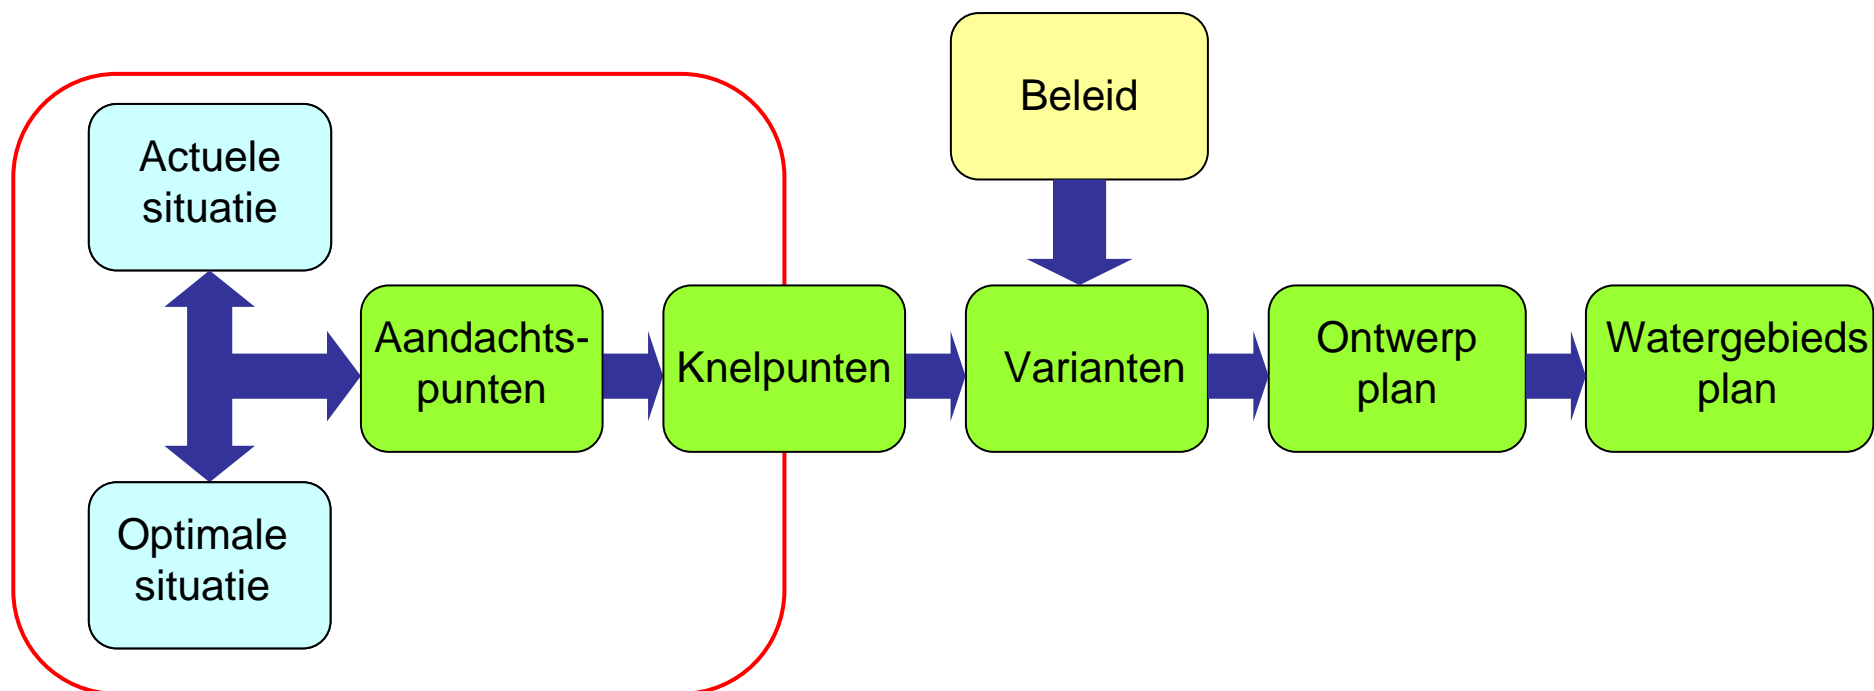 Beleid
Actuele
situatie
Aandachts-
punten
Knelpunten
Varianten
Ontwerp
plan
Watergebieds
plan
Optimale
situatie